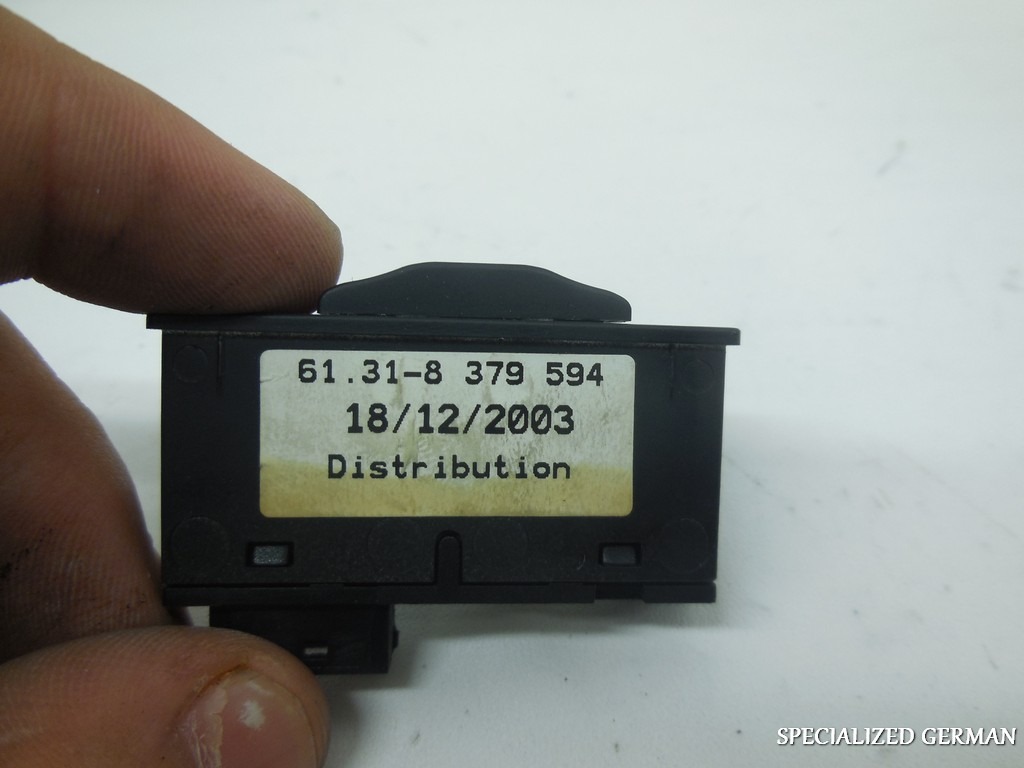 61.31-8 379 594
18/12/2003
Distribution
SPECIALIZED GERMAN